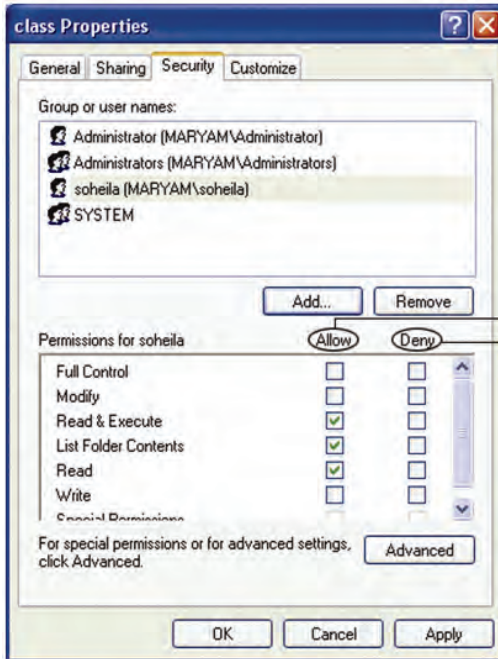 class Properties
General Sharing Security Customize
Group or user names:
Administrator (MARYAM\Administrator)
Administrators (MARYAM\Administrators)
soheila (MARYAM\soheila)
SYSTEM
Add... Remove
Permissions for soheila Allow Deny
Full Control
Modify
Read & Execute
List Folder Contents
Read
Write
Special Permissions
For special permissions or for advanced settings, click Advanced. Advanced
OK Cancel Apply